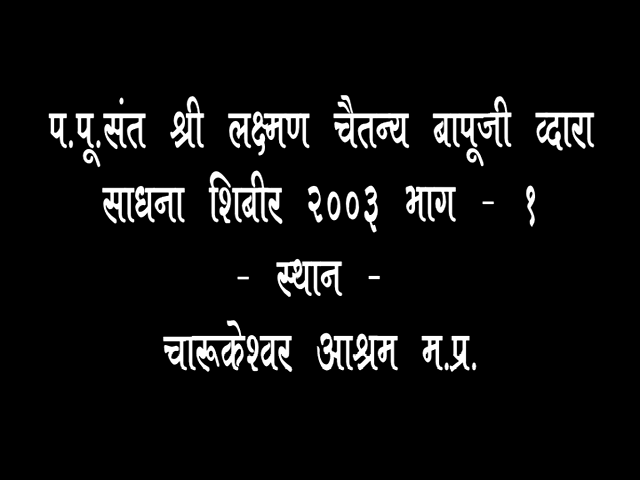 प.पू.संत श्री लक्ष्मण चैतन्य बापूजी व्दारा
साधना शिबीर २००३ भाग - १
- स्थान -
चारूकेश्वर आश्रम म.प्र.